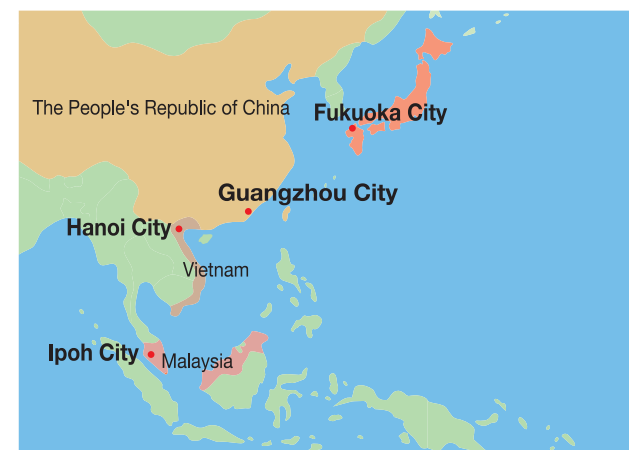 The People's Republic of China
Fukuoka City
Guangzhou City
Hanoi City
Vietnam
Ipoh City
Malaysia